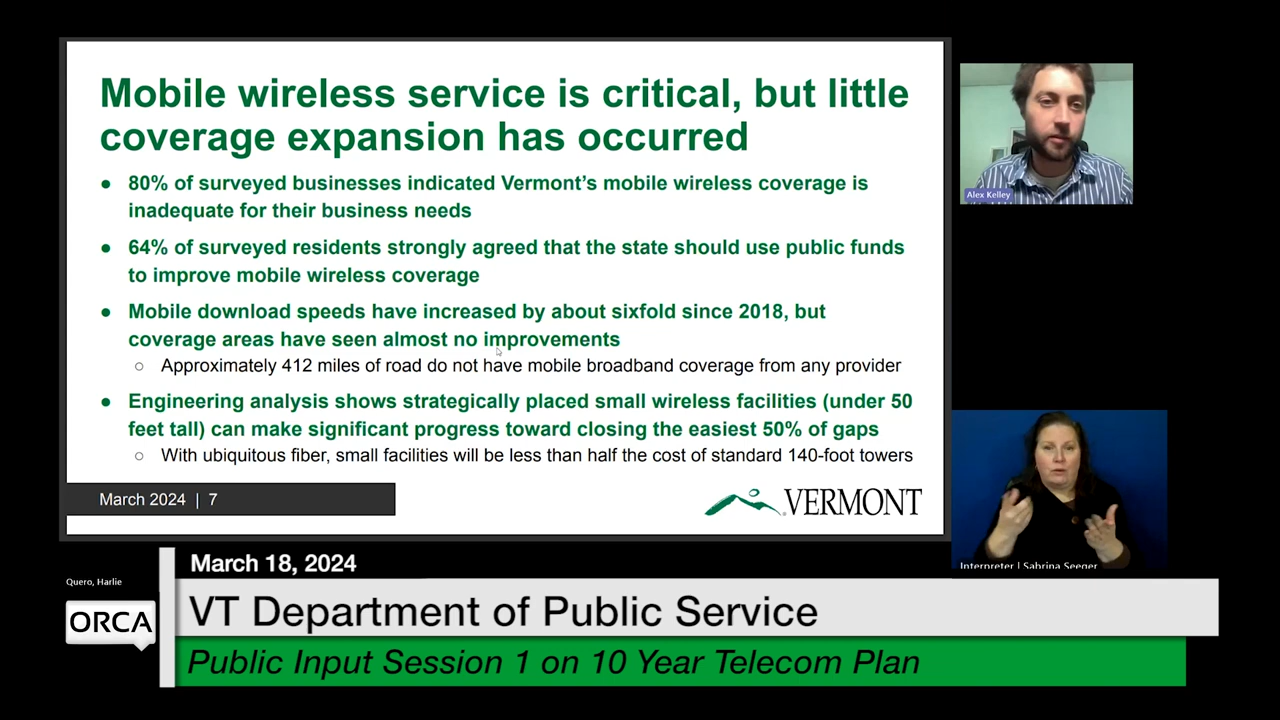 Mobile wireless service is critical, but little
coverage expansion has occurred
● 80% of surveyed businesses indicated Vermont's mobile wireless coverage is
inadequate for their business needs
● 64% of surveyed residents strongly agreed that the state should use public funds
to improve mobile wireless coverage
● Mobile download speeds have increased by about sixfold since 2018, but
coverage areas have seen almost no improvements
○ Approximately 412 miles of road do not have mobile broadband coverage from any provider
● Engineering analysis shows strategically placed small wireless facilities (under 50
feet tall) can make significant progress toward closing the easiest 50% of gaps
○ With ubiquitous fiber, small facilities will be less than half the cost of standard 140-foot towers
March 2024 | 7
VERMONT
Alex Kelley
Interpreter | Sabrina Seeger
Quero, Harlie
ORCA
March 18, 2024
VT Department of Public Service
Public Input Session 1 on 10 Year Telecom Plan